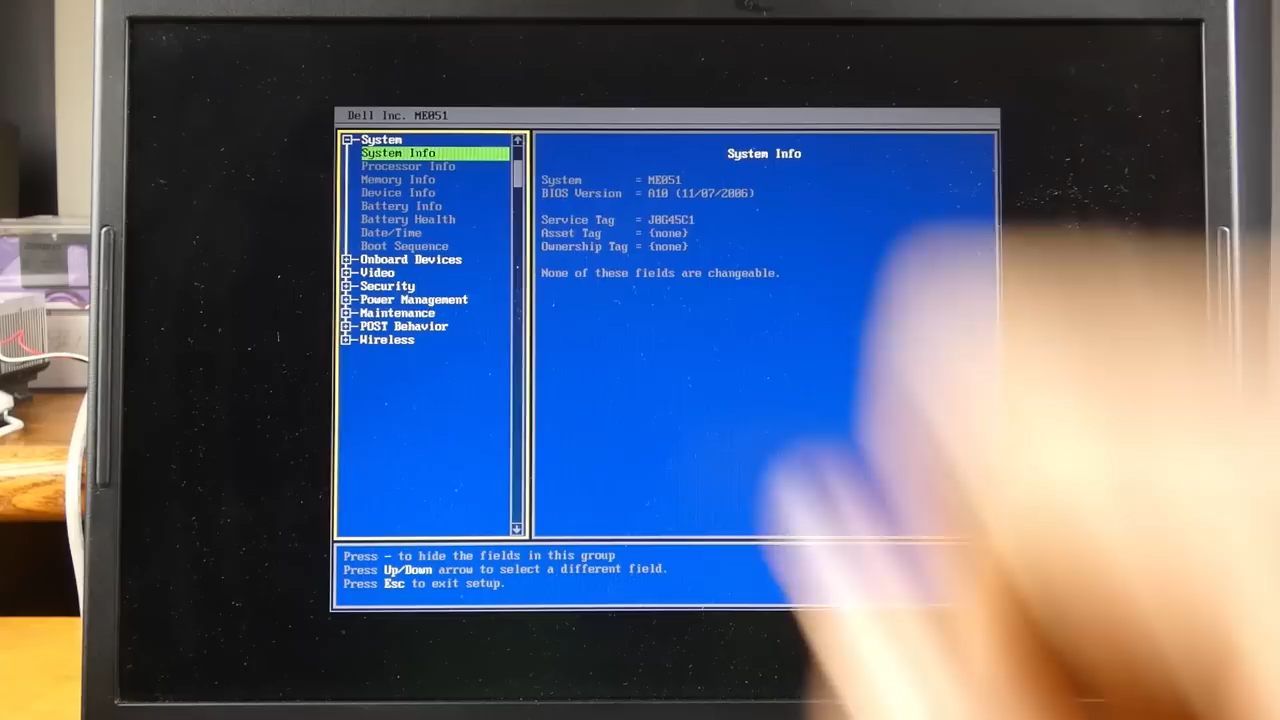 Dell Inc. ME051
System
System Info
Processor Info
Memory Info
Device Info
Battery Info
Battery Health
Date/Time
Boot Sequence
Onboard Devices
Video
Security
Power Management
Maintenance
POST Behavior
Wireless
System Info
System = ME051
BIOS Version = A10 (11/07/2006)
Service Tag = J0G45C1
Asset Tag = {none}
Ownership Tag = {none}
None of these fields are changeable.
Press - to hide the fields in this group
Press Up/Down arrow to select a different field.
Press Esc to exit setup.